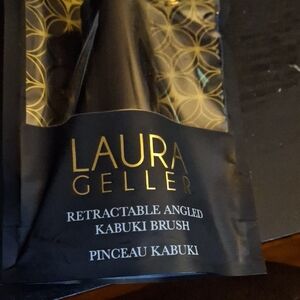 LAURA
GELLER
RETRACTABLE ANGLED
KABUKI BRUSH
PINCEAU KABUKI